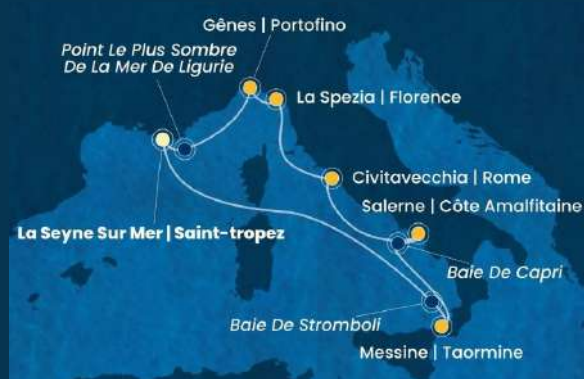 Gênes | Portofino
Point Le Plus Sombre
De La Mer De Ligurie
La Spezia | Florence
Civitavecchia | Rome
Salerne | Côte Amalfitaine
La Seyne Sur Mer | Saint-tropez
Baie De Capri
Baie De Stromboli
Messine | Taormine